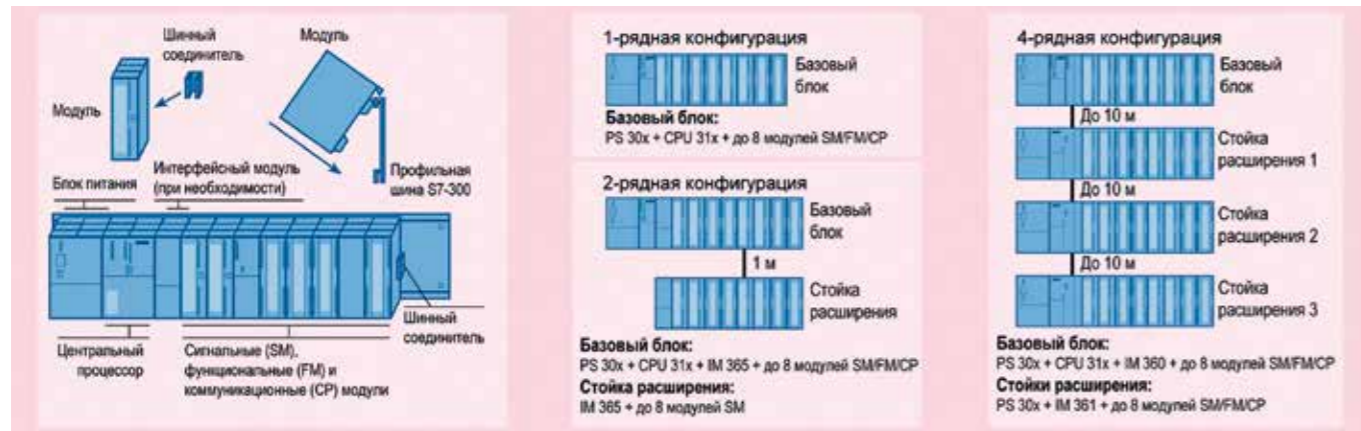 Шинный
соединитель
Модуль
Модуль
Блок питания
Интерфейсный модуль
(при необходимости)
Профильная
шина S7-300
Шинный
соединитель
Центральный
процессор
Сигнальные (SM),
функциональные (FM) и
коммуникационные (CP) модули
1-рядная конфигурация
Базовый
блок
Базовый блок:
PS 30x + CPU 31x + до 8 модулей SM/FM/CP
2-рядная конфигурация
Базовый
блок
1 м
Стойка
расширения
Базовый блок:
PS 30x + CPU 31x + IM 365 + до 8 модулей SM/FM/CP
Стойка расширения:
IM 365 + до 8 модулей SM
4-рядная конфигурация
Базовый
блок
До 10 м
Стойка
расширения 1
До 10 м
Стойка
расширения 2
До 10 м
Стойка
расширения 3
Базовый блок:
PS 30x + CPU 31x + IM 360 + до 8 модулей SM/FM/CP
Стойки расширения:
PS 30x + IM 361 + до 8 модулей SM/FM/CP